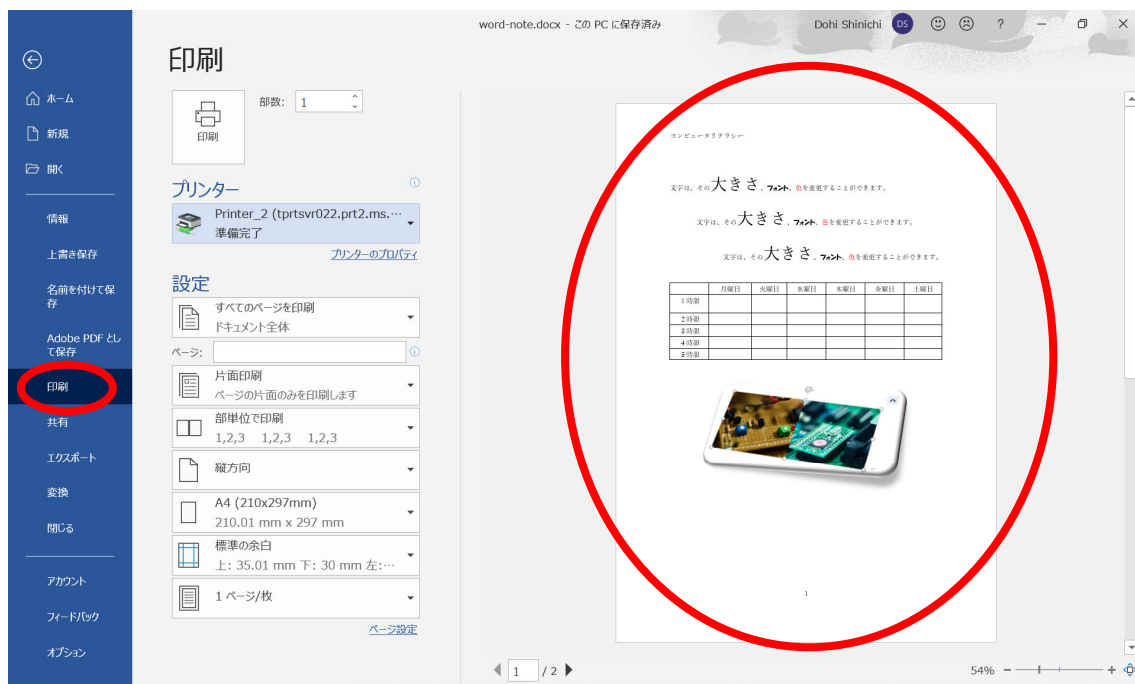 word-note.docx - この PC に保存済み
Dohi Shinichi
DS
?
ホーム
新規
開く
情報
上書き保存
名前を付けて保
存
Adobe PDF とし
て保存
印刷
共有
エクスポート
変換
閉じる
アカウント
フィードバック
オプション
印刷
印刷
部数: 1
プリンター
Printer_2 (tprtsvr022.prt2.ms.…
準備完了
プリンターのプロパティ
設定
すべてのページを印刷
ドキュメント全体
ページ:
片面印刷
ページの片面のみを印刷します
部単位で印刷
1,2,3 1,2,3 1,2,3
縦方向
A4 (210x297mm)
210.01 mm x 297 mm
標準の余白
上: 35.01 mm 下: 30 mm 左:…
1 ページ/枚
ページ設定
コンピュータリテラシー
文字は、その大きさ、フォント、色を変更することができます。
文字は、その大きさ、フォント、色を変更することができます。
文字は、その大きさ、フォント、色を変更することができます。
月曜日 火曜日 水曜日 木曜日 金曜日 土曜日
1 時限
2 時限
3 時限
4 時限
5 時限
1
1 / 2
54%